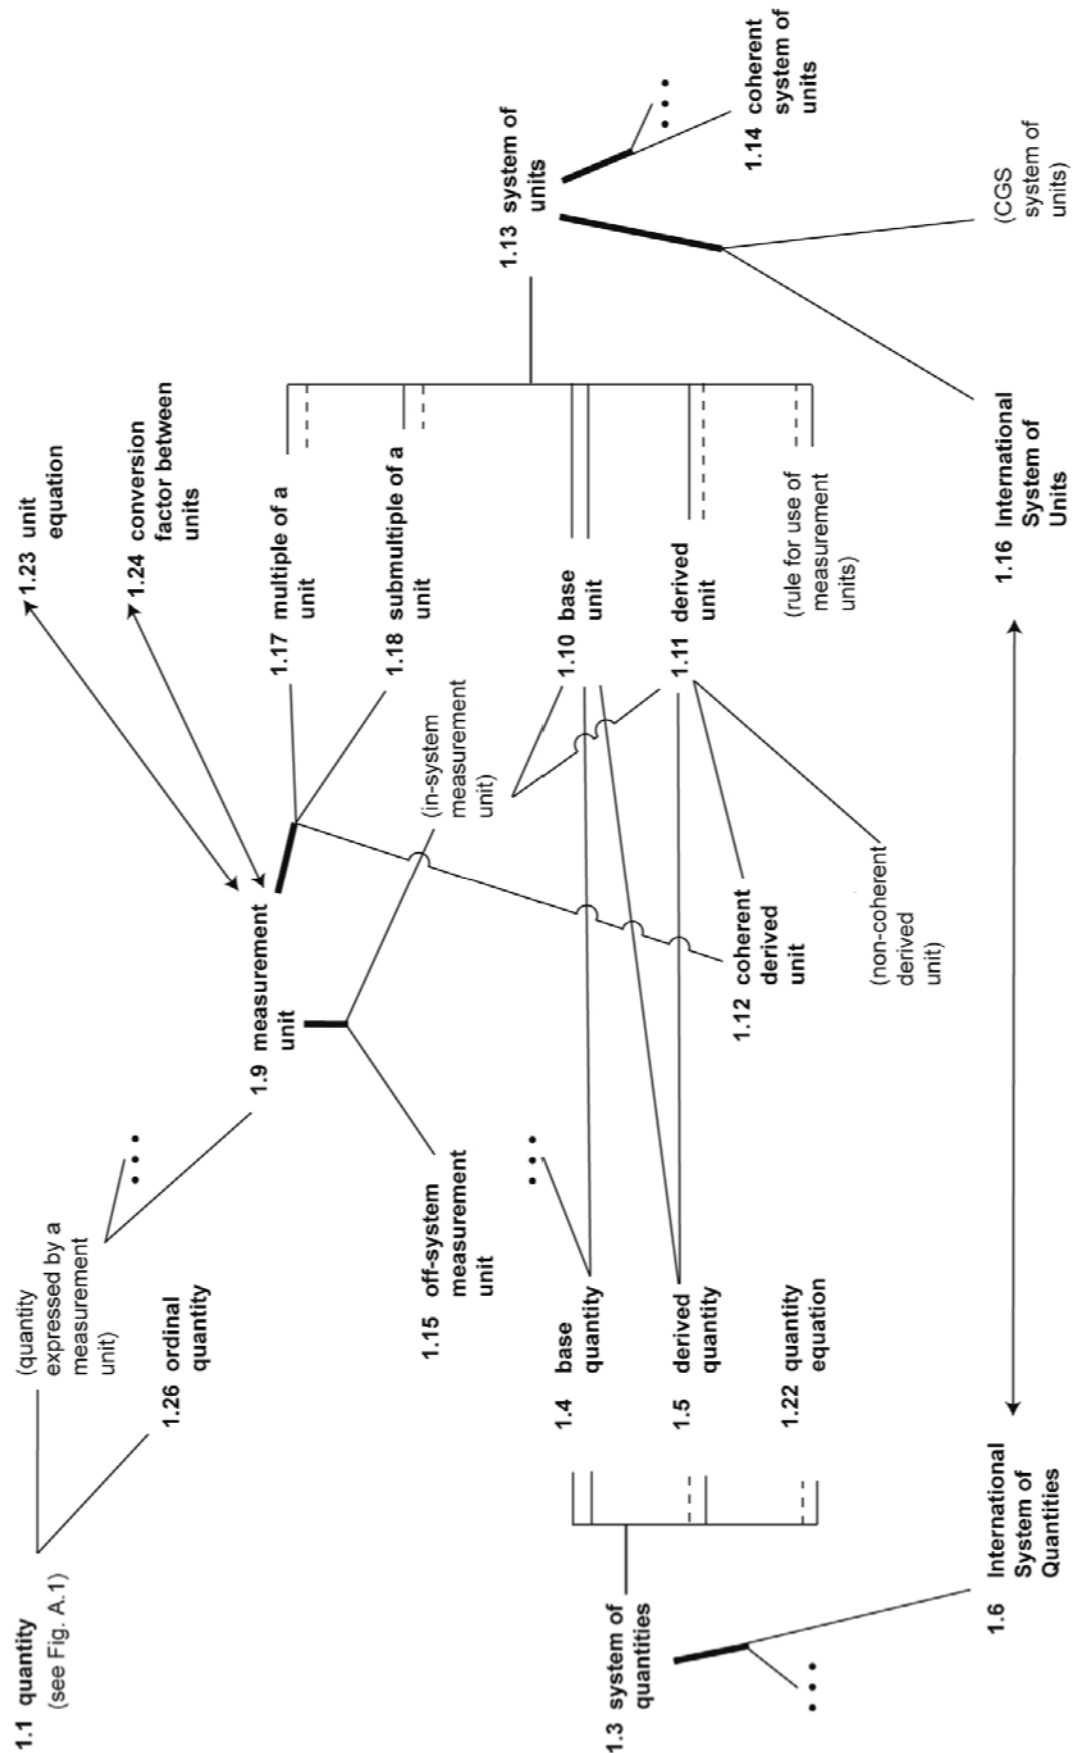 1.1 quantity
(see Fig. A.1)
(quantity
expressed by a
measurement
unit)
1.26 ordinal
quantity
• • •
1.9 measurement
unit
1.23 unit
equation
1.24 conversion
factor between
units
1.17 multiple of a
unit
1.18 submultiple of a
unit
(in-system
measurement
unit)
1.15 off-system
measurement
unit
• • •
1.13 system of
units
• • •
1.14 coherent
system of
units
(CGS
system of
units)
1.10 base
unit
1.11 derived
unit
(rule for use of
measurement
units)
1.12 coherent
derived
unit
(non-coherent
derived
unit)
1.16 International
System of
Units
1.3 system of
quantities
• • •
1.4 base
quantity
1.5 derived
quantity
1.22 quantity
equation
1.6 International
System of
Quantities